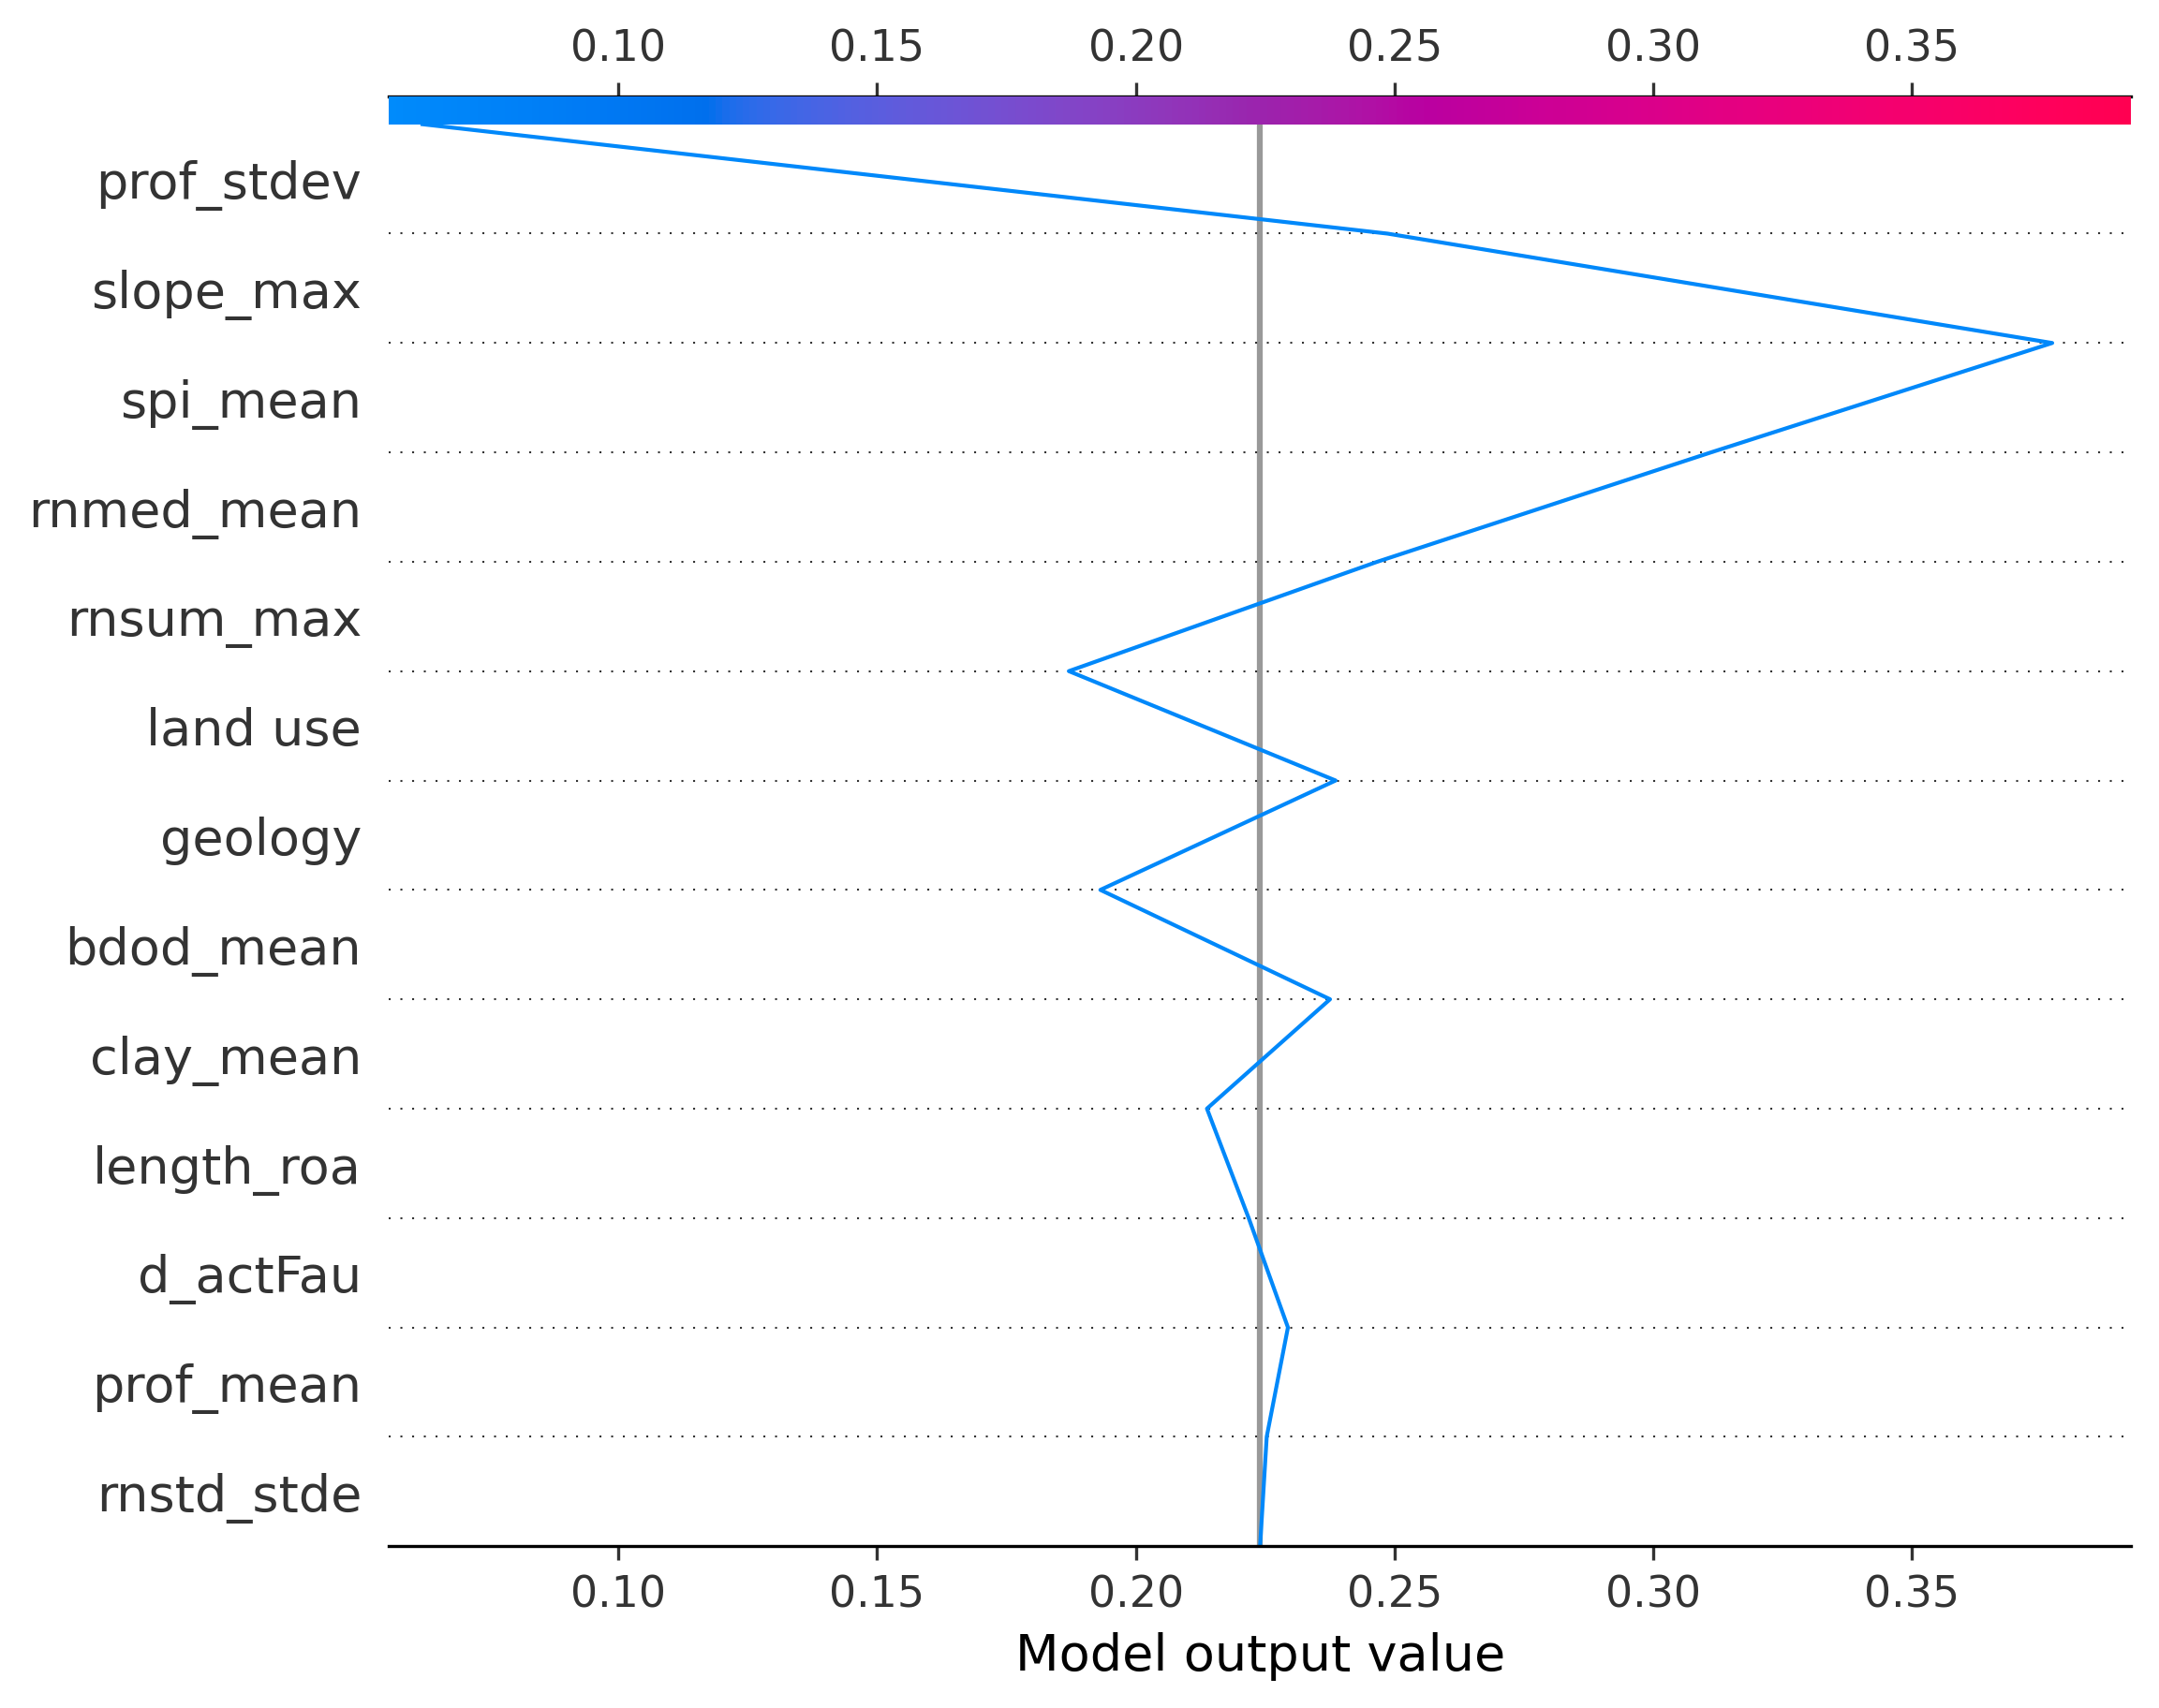 0.10 0.15 0.20 0.25 0.30 0.35
prof_stdev
slope_max
spi_mean
rnmed_mean
rnsum_max
land use
geology
bdod_mean
clay_mean
length_roa
d_actFau
prof_mean
rnstd_stde
0.10 0.15 0.20 0.25 0.30 0.35
Model output value